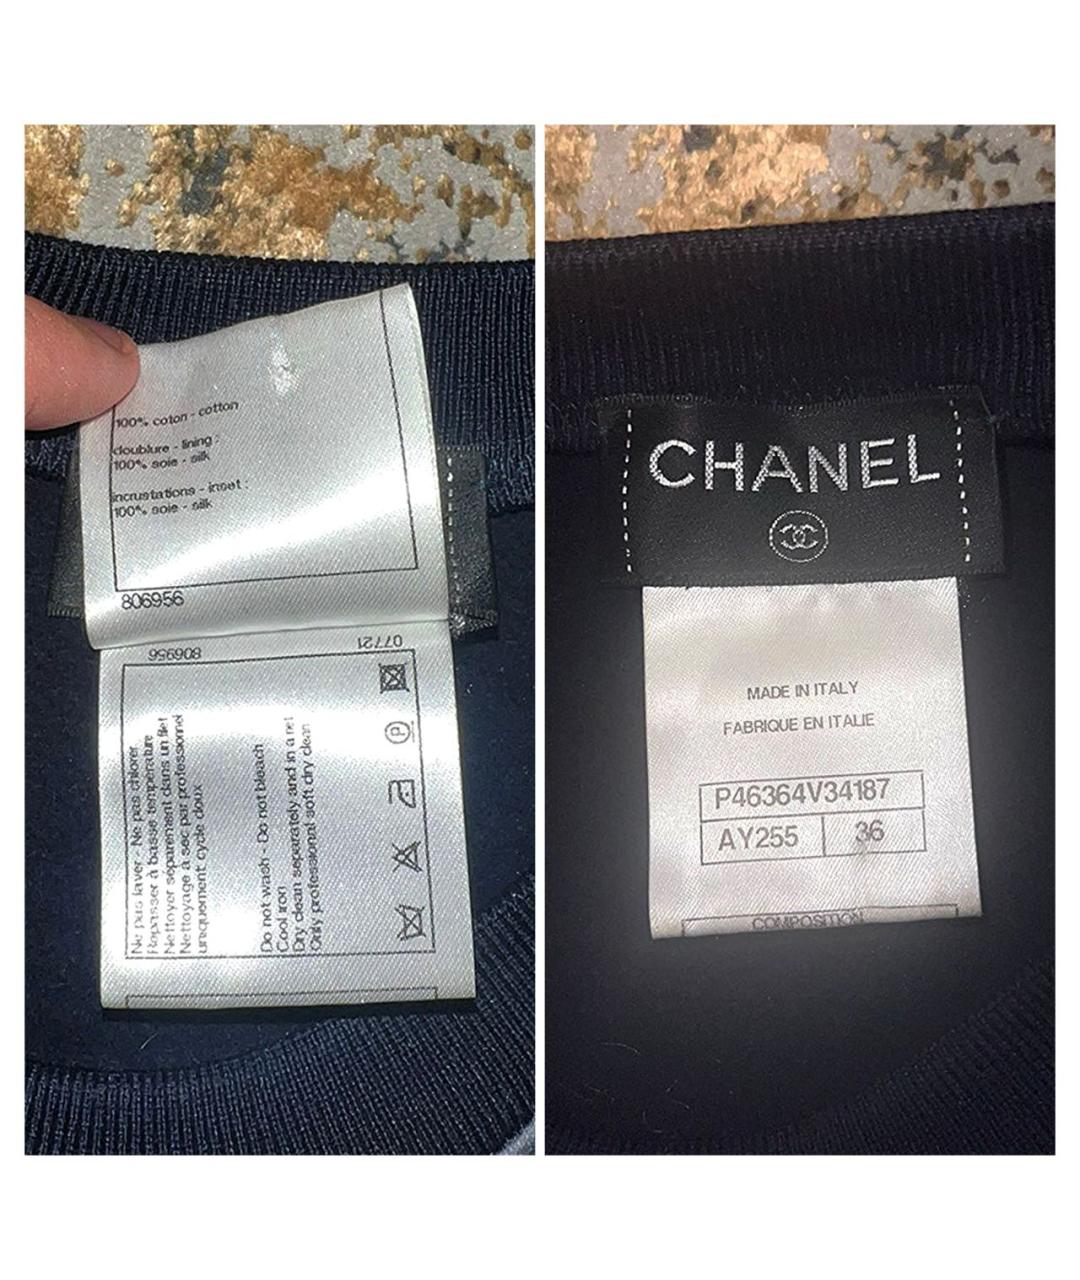 100% coton - cotton
doublure - lining :
100% soie - silk
incrustations - inset :
100% soie - silk
806956
806956
07721
Ne pas laver - Ne pas chlorer
Repasser à basse température
Nettoyer séparément dans un filet
Nettoyage à sec par professionnel
uniquement cycle doux
Do not wash - Do not bleach
Cool iron
Dry clean separately and in a net
Only professional soft dry clean
P
CHANEL
MADE IN ITALY
FABRIQUE EN ITALIE
P46364V34187
AY255 36
COMPOSITION